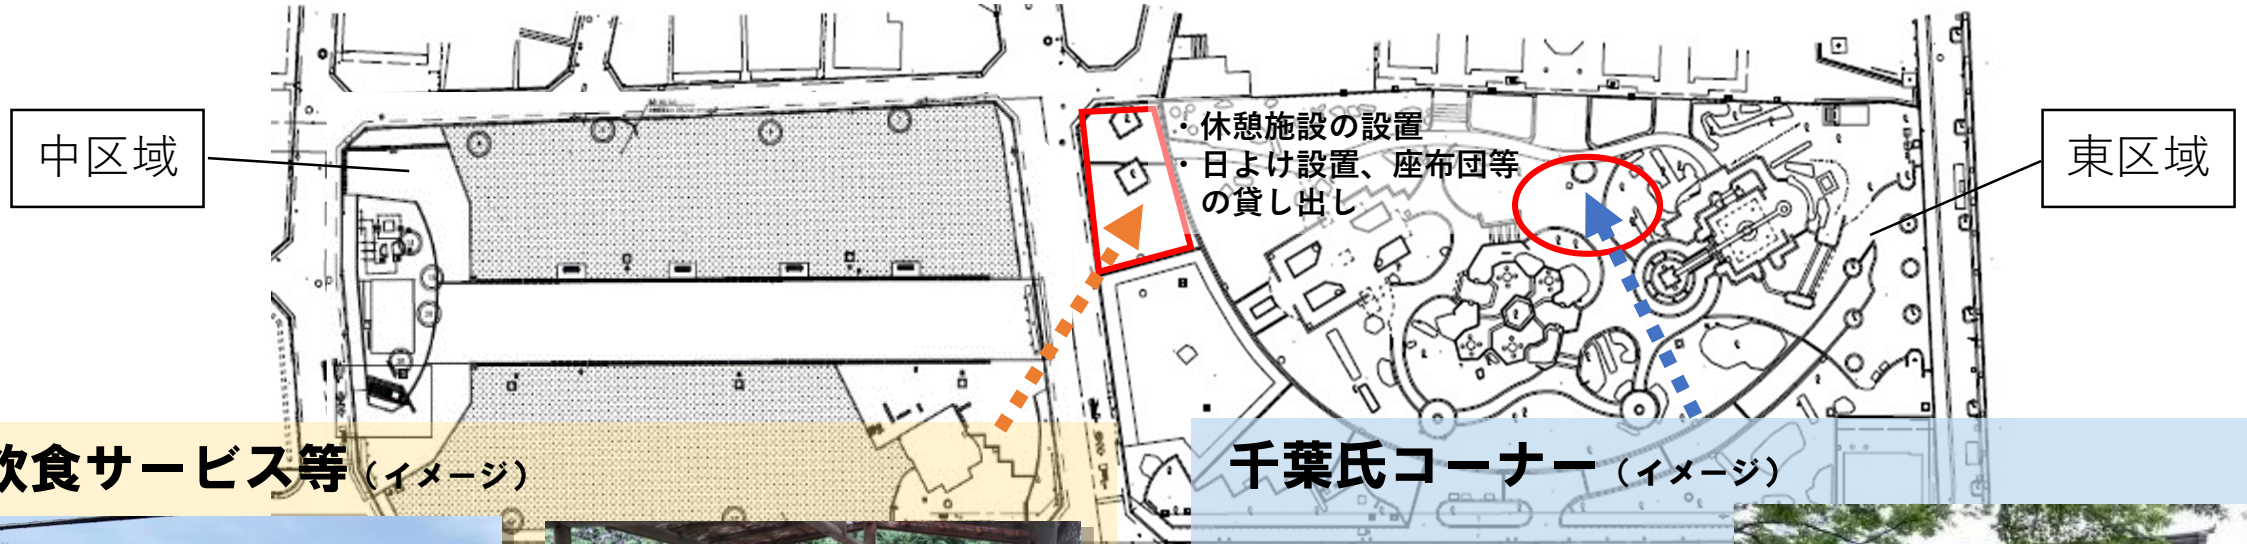 中区域
・休憩施設の設置
・日よけ設置、座布団等
の貸し出し
東区域
飲食サービス等（イメージ）
千葉氏コーナー（イメージ）